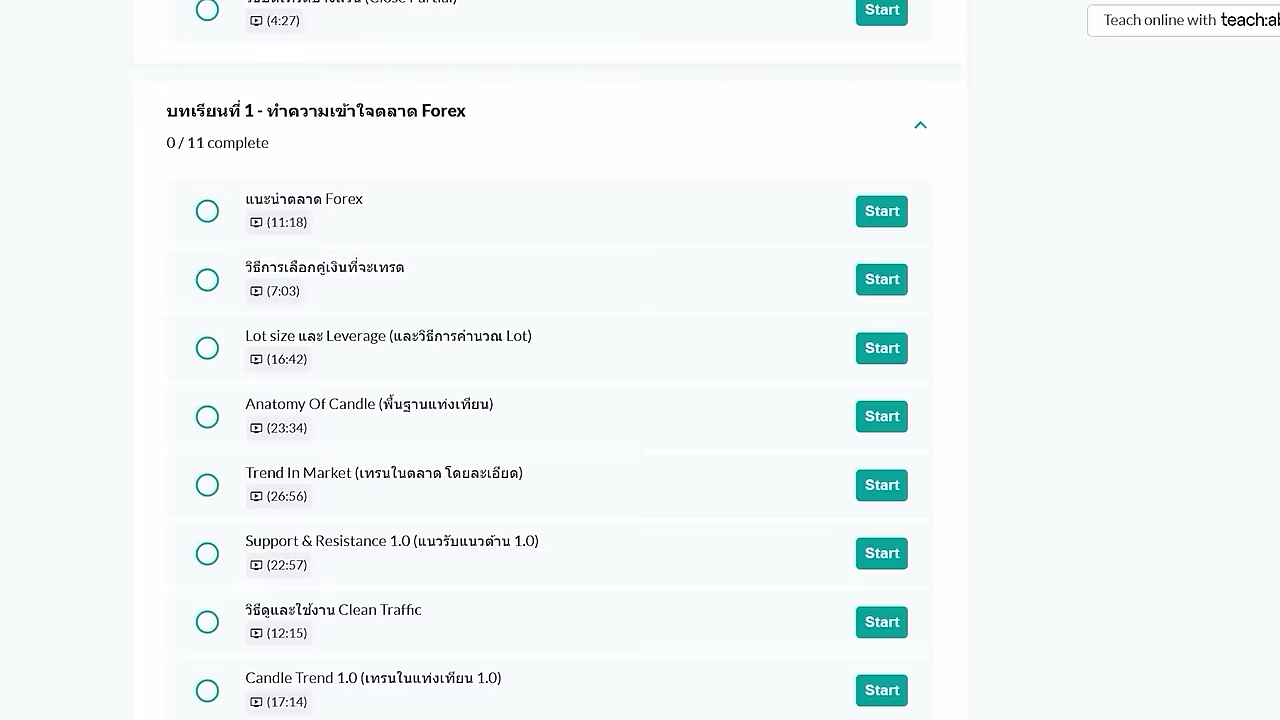 (Close Partial)
(4:27)
Start
Teach online with teach:ab
บทเรียนที่ 1 - ทำความเข้าใจตลาด Forex
0 / 11 complete
แนะนำตลาด Forex
(11:18)
Start
วิธีการเลือกคู่เงินที่จะเทรด
(7:03)
Start
Lot size และ Leverage (และวิธีการคำนวณ Lot)
(16:42)
Start
Anatomy Of Candle (พื้นฐานแท่งเทียน)
(23:34)
Start
Trend In Market (เทรนในตลาด โดยละเอียด)
(26:56)
Start
Support & Resistance 1.0 (แนวรับแนวต้าน 1.0)
(22:57)
Start
วิธีดูและใช้งาน Clean Traffic
(12:15)
Start
Candle Trend 1.0 (เทรนในแท่งเทียน 1.0)
(17:14)
Start